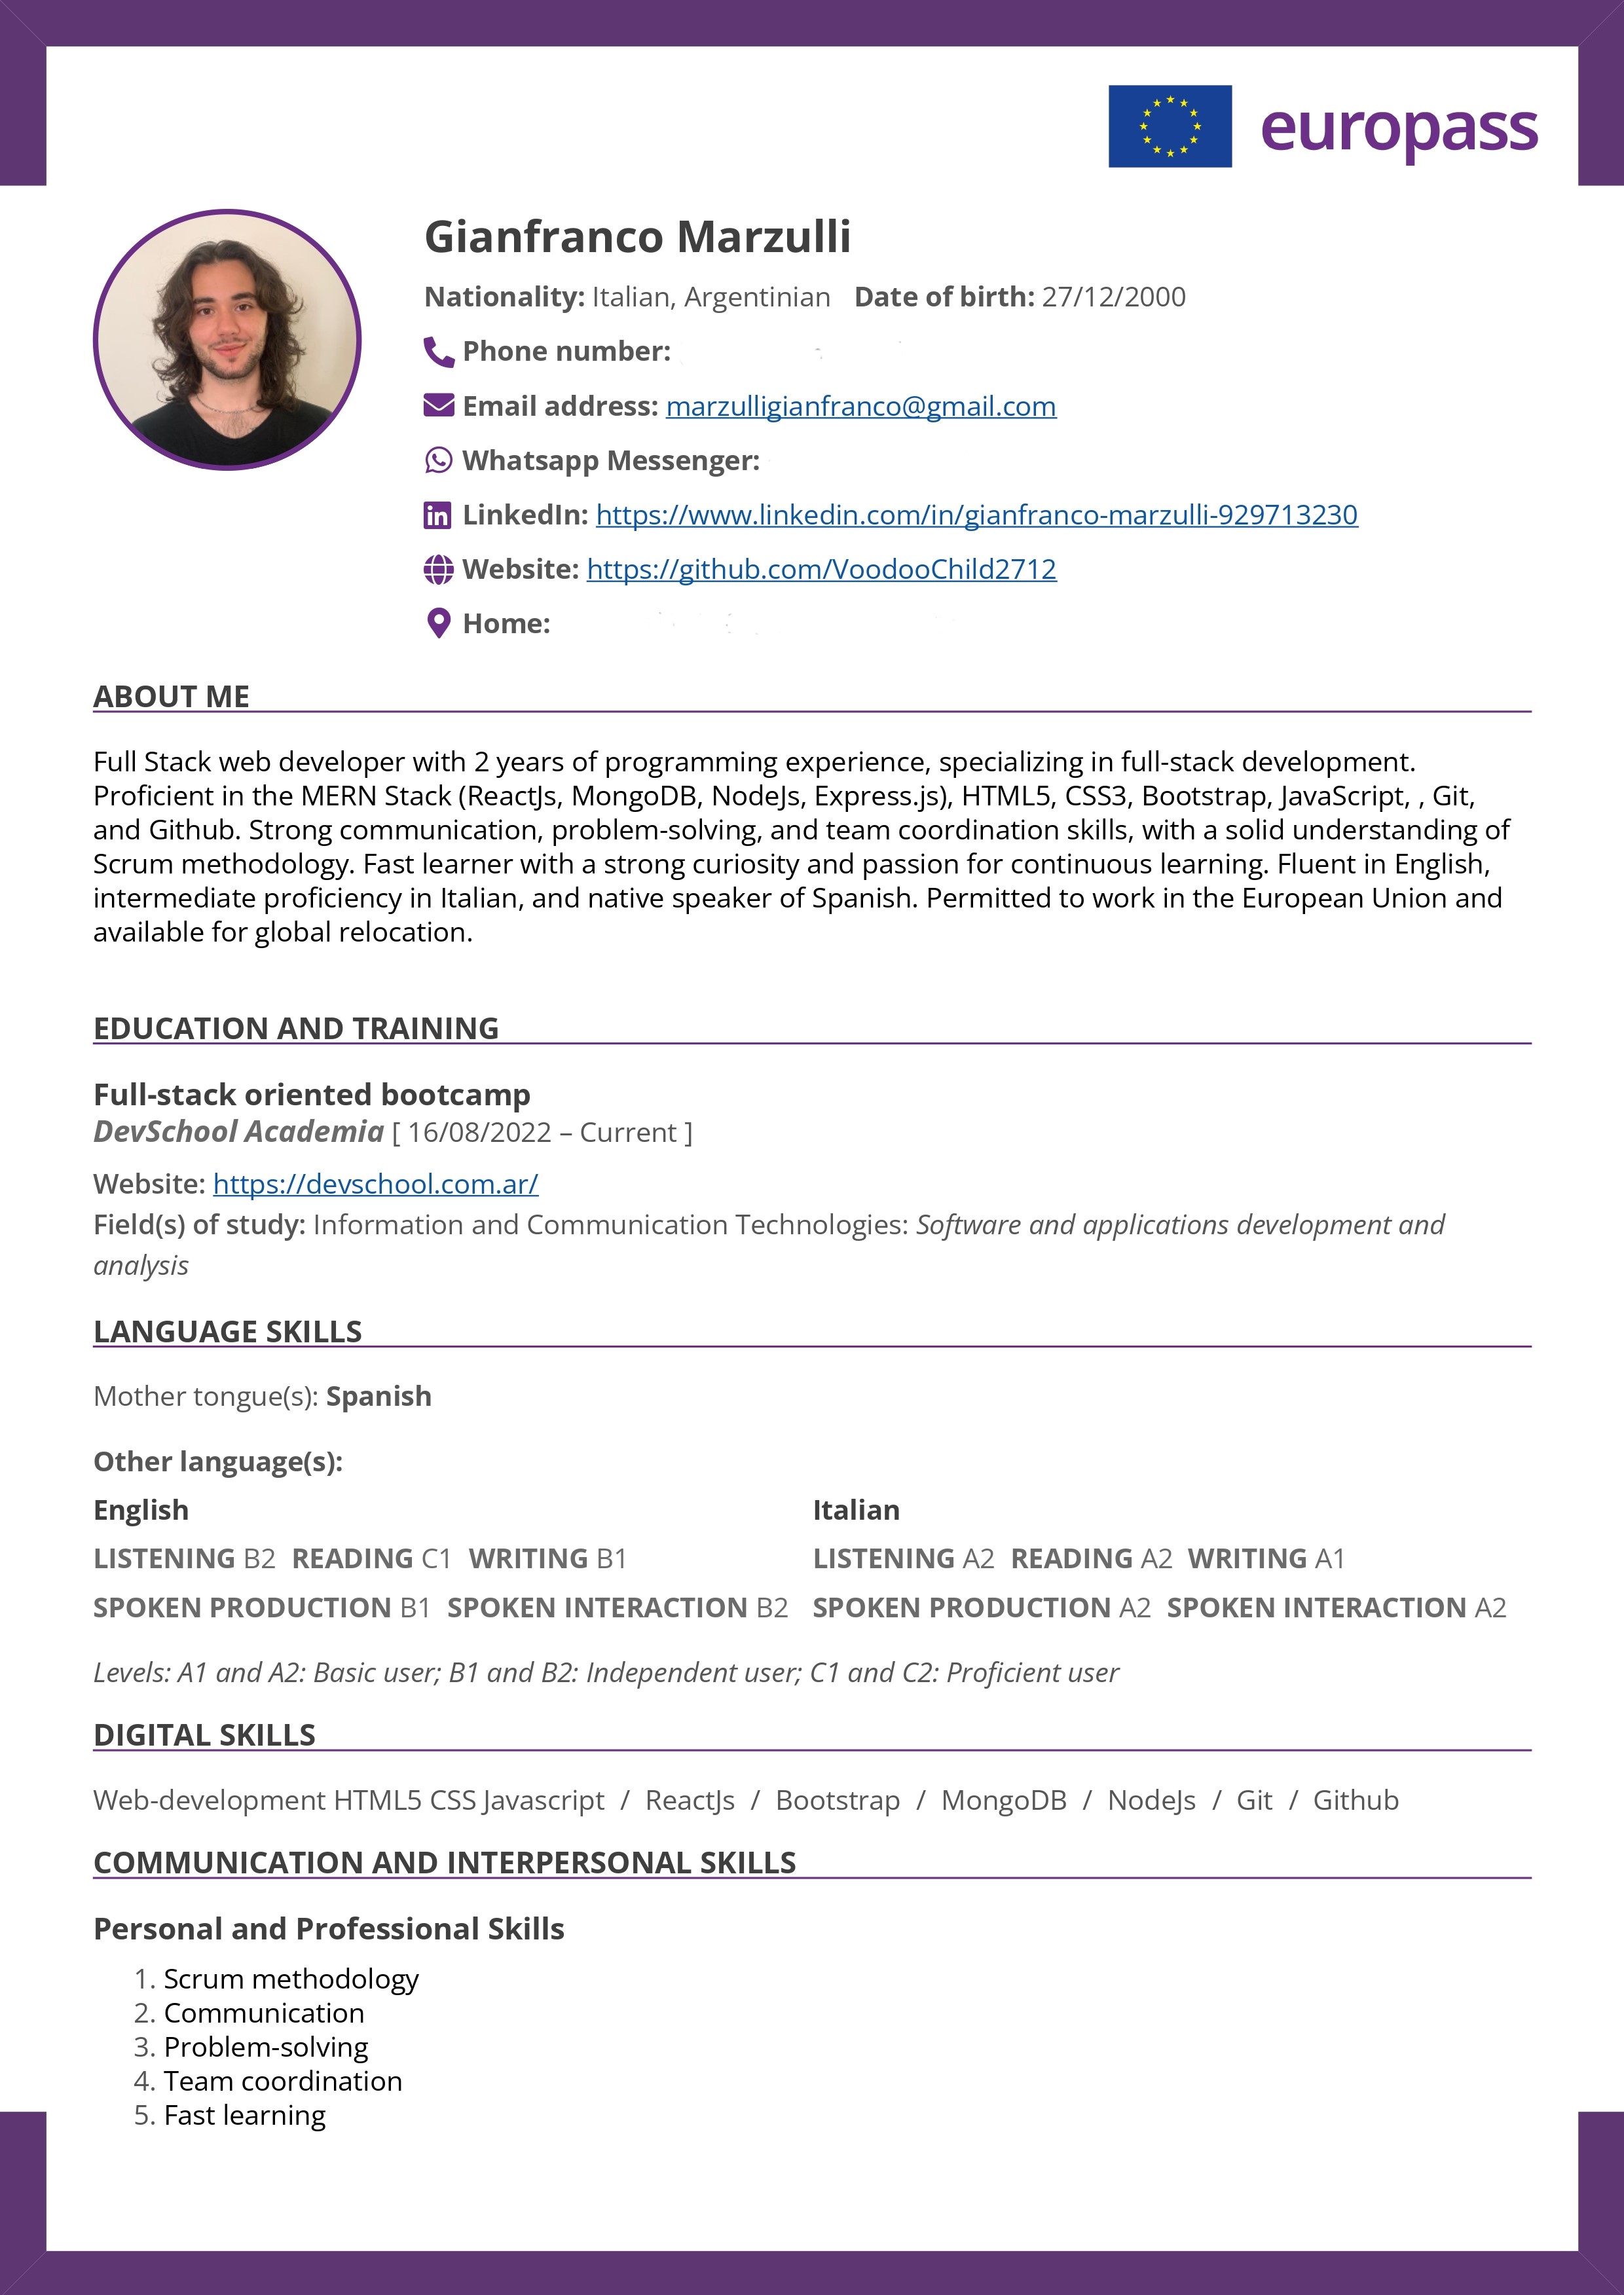 europass
Gianfranco Marzulli
Nationality: Italian, Argentinian Date of birth: 27/12/2000
Phone number:
Email address: marzulligianfranco@gmail.com
Whatsapp Messenger:
LinkedIn: https://www.linkedin.com/in/gianfranco-marzulli-929713230
Website: https://github.com/VoodooChild2712
Home:
ABOUT ME
Full Stack web developer with 2 years of programming experience, specializing in full-stack development.
Proficient in the MERN Stack (ReactJs, MongoDB, NodeJs, Express.js), HTML5, CSS3, Bootstrap, JavaScript, , Git,
and Github. Strong communication, problem-solving, and team coordination skills, with a solid understanding of
Scrum methodology. Fast learner with a strong curiosity and passion for continuous learning. Fluent in English,
intermediate proficiency in Italian, and native speaker of Spanish. Permitted to work in the European Union and
available for global relocation.
EDUCATION AND TRAINING
Full-stack oriented bootcamp
DevSchool Academia [ 16/08/2022 – Current ]
Website: https://devschool.com.ar/
Field(s) of study: Information and Communication Technologies: Software and applications development and
analysis
LANGUAGE SKILLS
Mother tongue(s): Spanish
Other language(s):
English
LISTENING B2 READING C1 WRITING B1
SPOKEN PRODUCTION B1 SPOKEN INTERACTION B2
Italian
LISTENING A2 READING A2 WRITING A1
SPOKEN PRODUCTION A2 SPOKEN INTERACTION A2
Levels: A1 and A2: Basic user; B1 and B2: Independent user; C1 and C2: Proficient user
DIGITAL SKILLS
Web-development HTML5 CSS Javascript / ReactJs / Bootstrap / MongoDB / NodeJs / Git / Github
COMMUNICATION AND INTERPERSONAL SKILLS
Personal and Professional Skills
1. Scrum methodology
2. Communication
3. Problem-solving
4. Team coordination
5. Fast learning